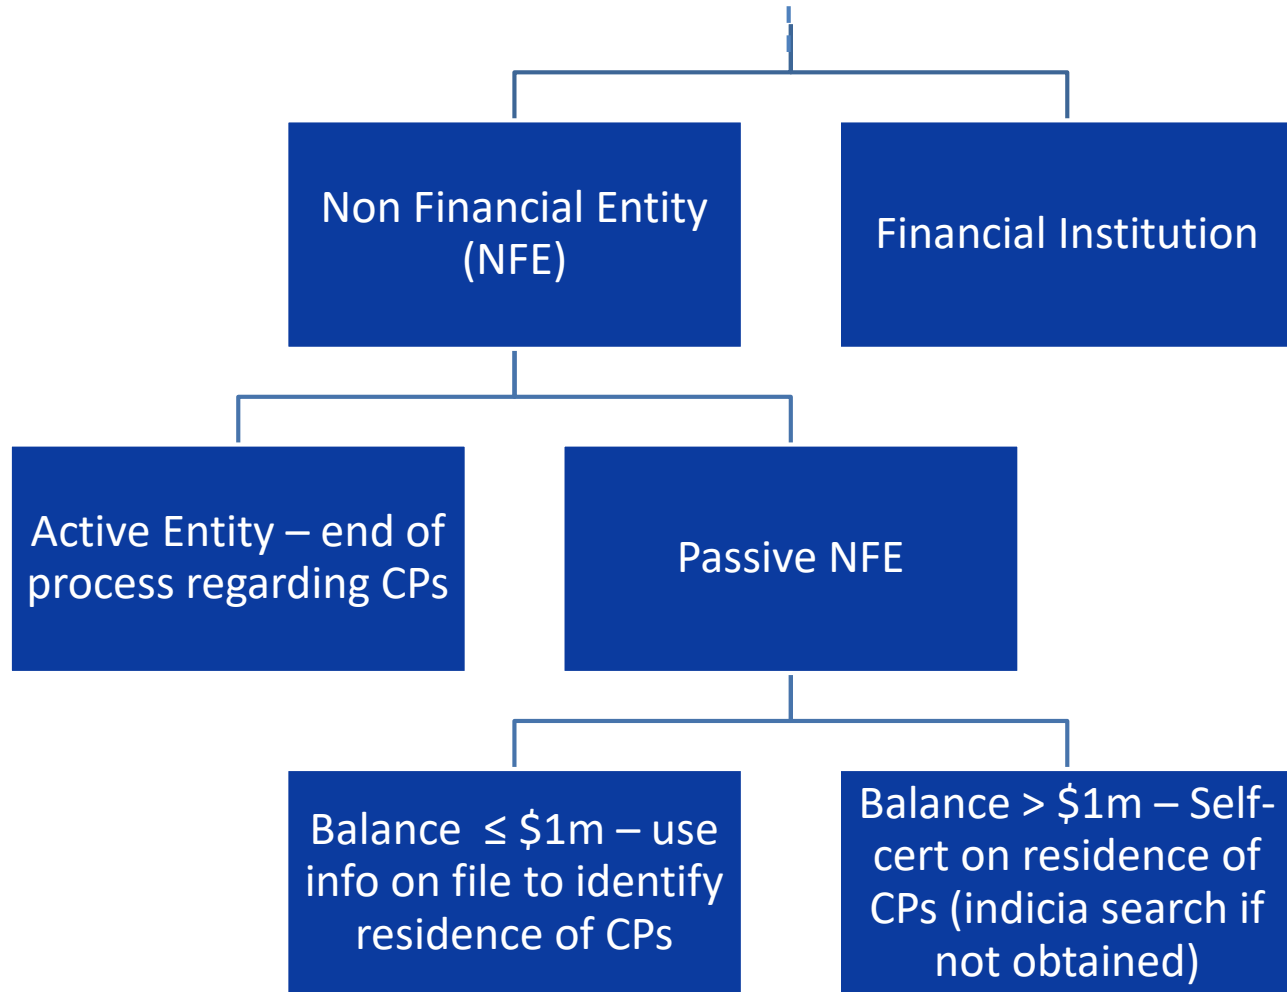 Non Financial Entity
(NFE)
Financial Institution
Active Entity – end of
process regarding CPs
Passive NFE
Balance  ≤ $1m – use
info on file to identify
residence of CPs
Balance > $1m – Self-
cert on residence of
CPs (indicia search if
not obtained)